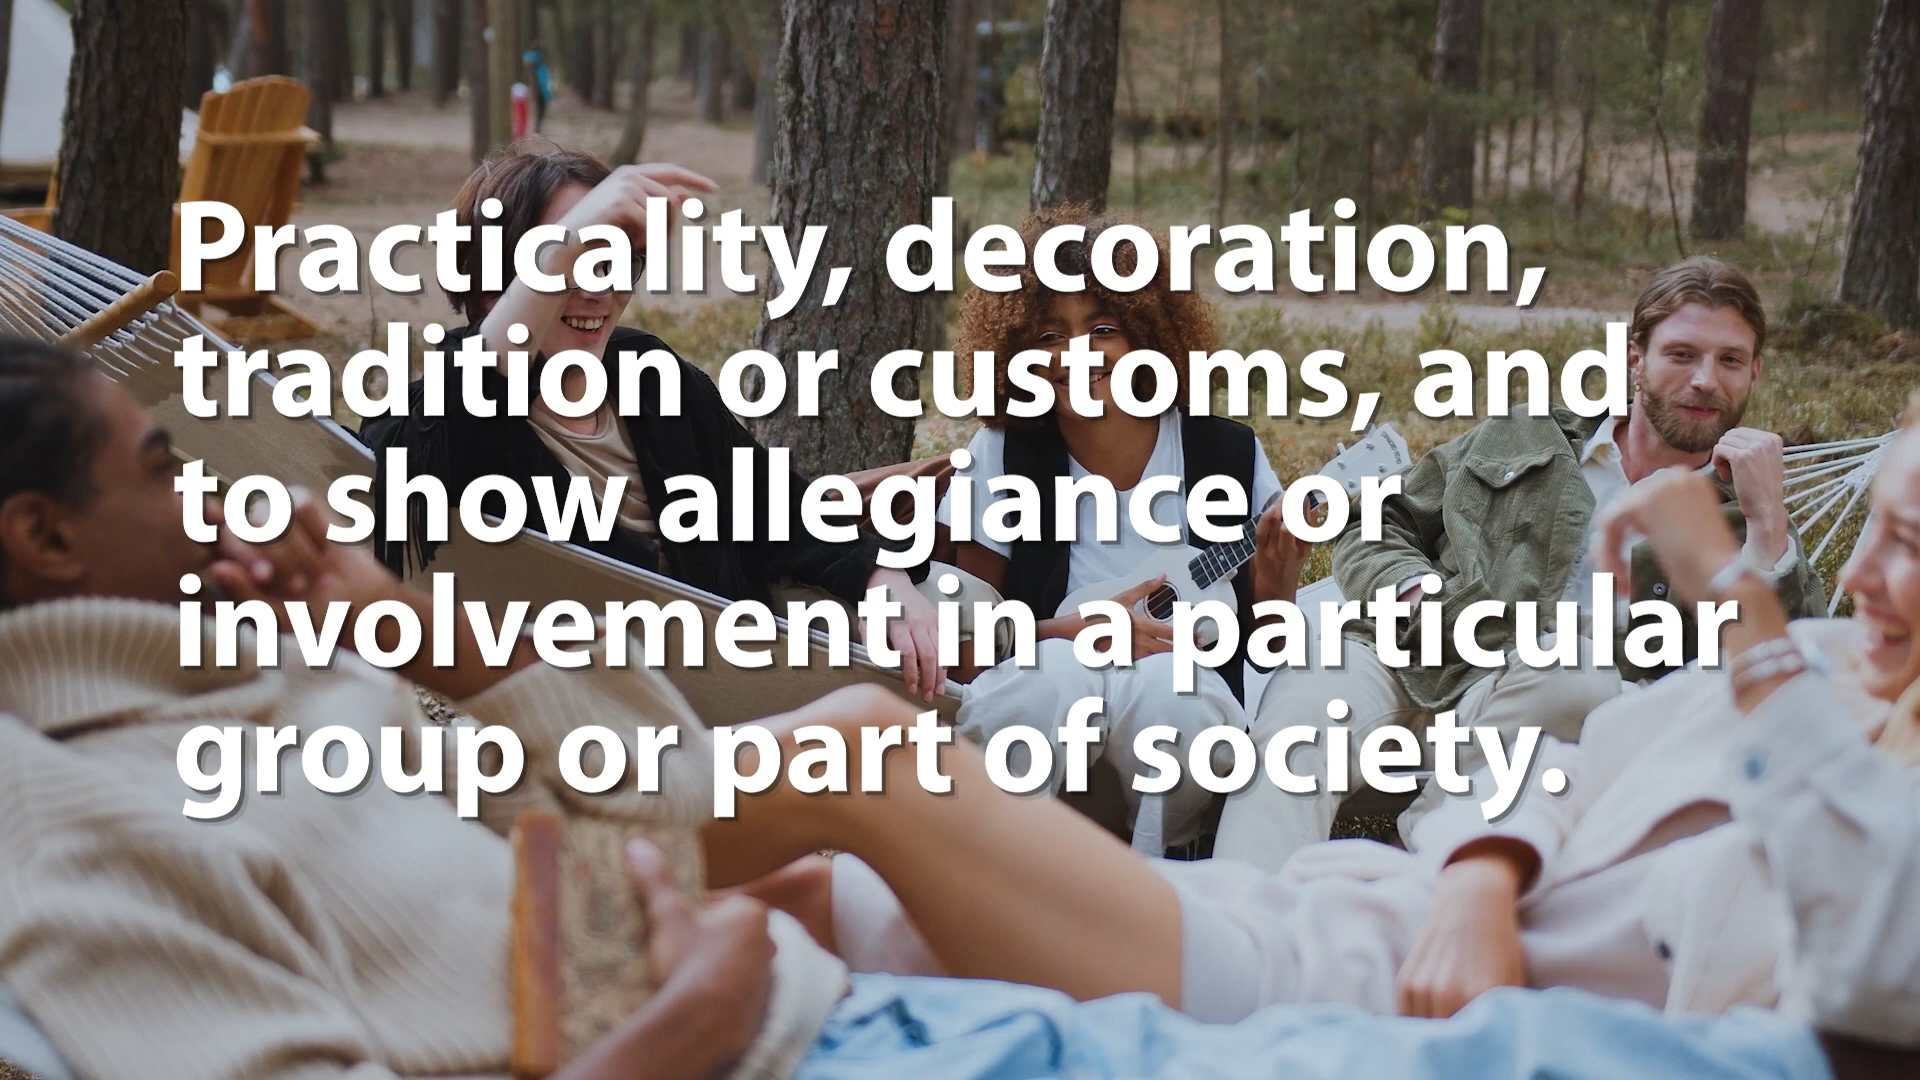 Practicality, decoration,
tradition or customs, and
to show allegiance or
involvement in a particular
group or part of society.